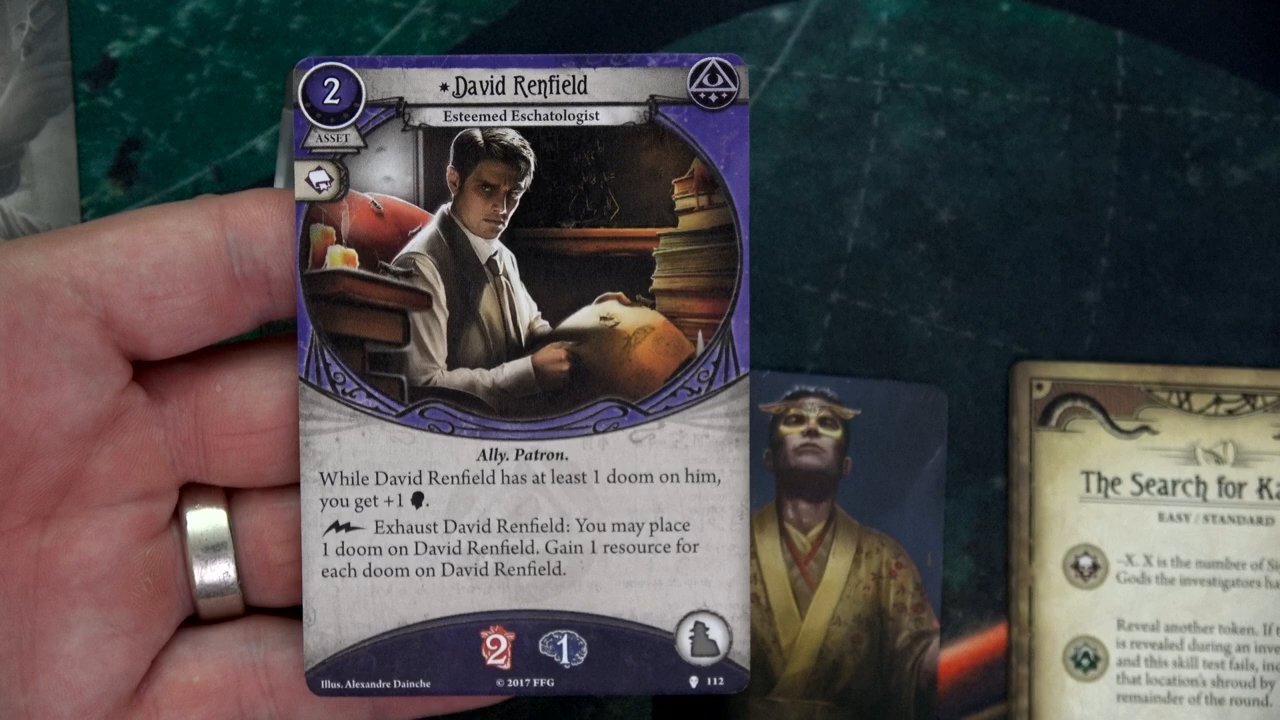 2
David Renfield
Esteemed Eschatologist
ASSET
Ally. Patron.
While David Renfield has at least 1 doom on him,
you get +1 .
Exhaust David Renfield: You may place
1 doom on David Renfield. Gain 1 resource for
each doom on David Renfield.
2 1
Illus. Alexandre Dainche © 2017 FFG 112
The Search for Ka
EASY / STANDARD
–X. X is the number of
Gods the investigators ha
Reveal another token. If
is revealed during an inve
and this skill test fails, inc
that location's shroud by
remainder of the round.